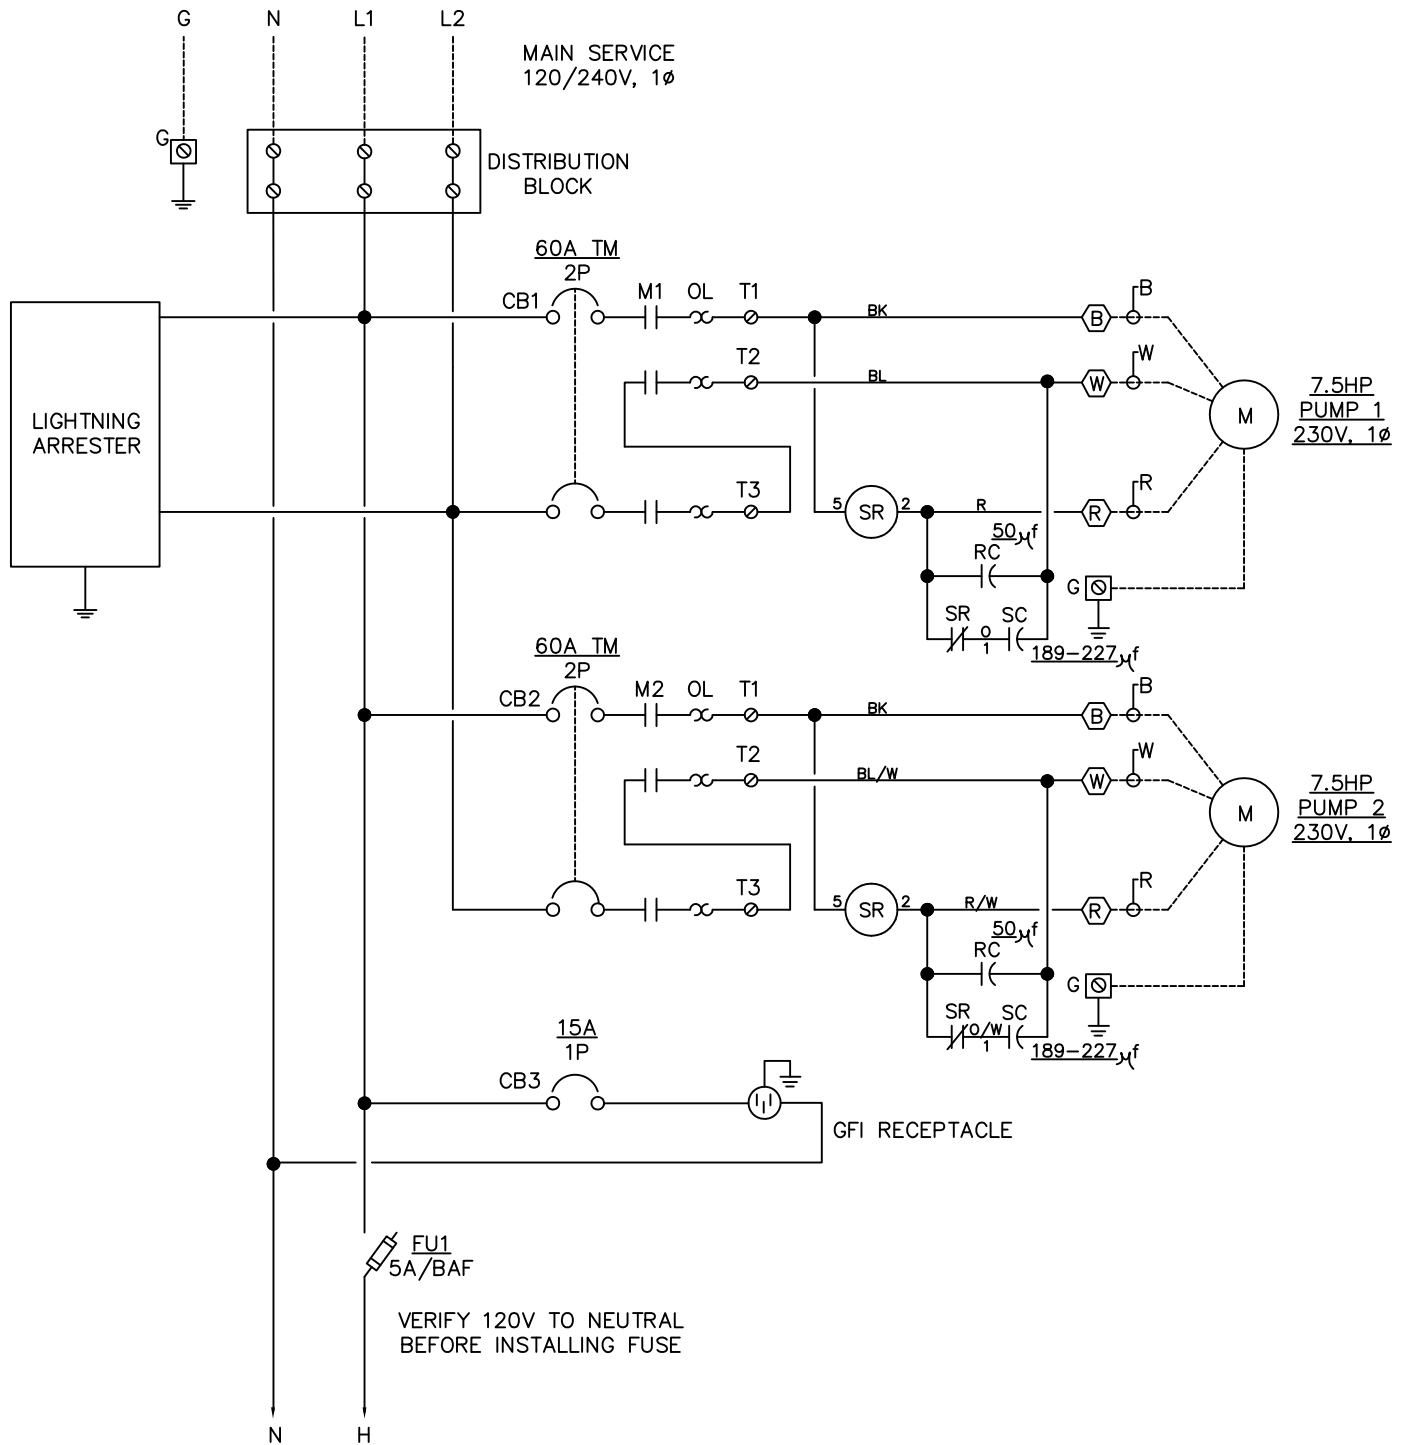 G
N
L1
L2
MAIN SERVICE
120/240V, 1ø
G
DISTRIBUTION
BLOCK
60A TM
2P
CB1
M1
OL
T1
BK
B
B
T2
BL
W
W
LIGHTNING
ARRESTER
M
7.5HP
PUMP 1
230V, 1ø
T3
5
SR
2
R
R
R
50µf
RC
G
SR
O
1
SC
189-227µf
60A TM
2P
CB2
M2
OL
T1
BK
B
B
T2
BL/W
W
W
M
7.5HP
PUMP 2
230V, 1ø
T3
5
SR
2
R/W
R
R
50µf
RC
G
SR
O/W
1
SC
189-227µf
15A
1P
CB3
GFI RECEPTACLE
FU1
5A/BAF
VERIFY 120V TO NEUTRAL
BEFORE INSTALLING FUSE
N
H